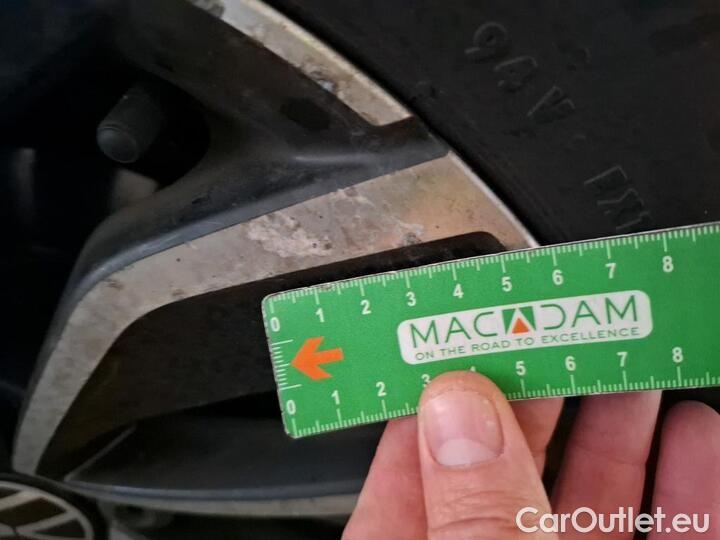 94V
0 1 2 3 4 5 6 7 8
MACADAM
ON THE ROAD TO EXCELLENCE
0 1 2 3 4 5 6 7 8
CarOutlet.eu